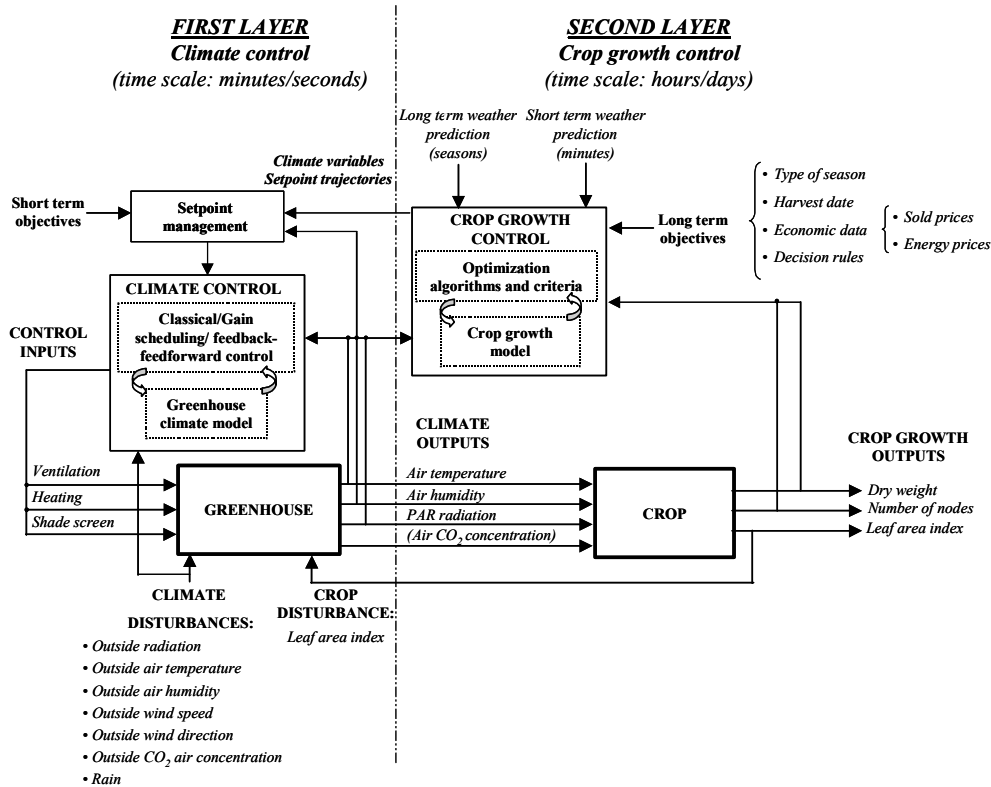 FIRST LAYER
Climate control
(time scale: minutes/seconds)
SECOND LAYER
Crop growth control
(time scale: hours/days)
Long term weather
prediction
(seasons)
Short term weather
prediction
(minutes)
Climate variables
Setpoint trajectories
Short term
objectives
Setpoint
management
CROP GROWTH
CONTROL
Optimization
algorithms and criteria
Crop growth
model
Long term
objectives
• Type of season
• Harvest date
• Economic data
• Decision rules
• Sold prices
• Energy prices
CLIMATE CONTROL
Classical/Gain
scheduling/ feedback-
feedforward control
Greenhouse
climate model
CONTROL
INPUTS
Ventilation
Heating
Shade screen
GREENHOUSE
CLIMATE
OUTPUTS
Air temperature
Air humidity
PAR radiation
(Air CO2 concentration)
CROP
CROP GROWTH
OUTPUTS
Dry weight
Number of nodes
Leaf area index
CLIMATE
DISTURBANCES:
• Outside radiation
• Outside air temperature
• Outside air humidity
• Outside wind speed
• Outside wind direction
• Outside CO2 air concentration
• Rain
CROP
DISTURBANCE:
Leaf area index